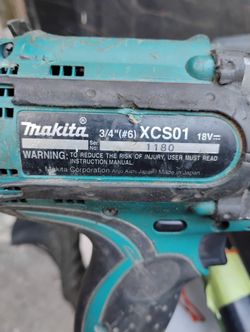 makita® 3/4"(#6) XCS01 18V⎓
Ser. No. 1180
WARNING: TO REDUCE THE RISK OF INJURY, USER MUST READ
INSTRUCTION MANUAL.
Makita Corporation Anjo Aichi Japan Made in Japan